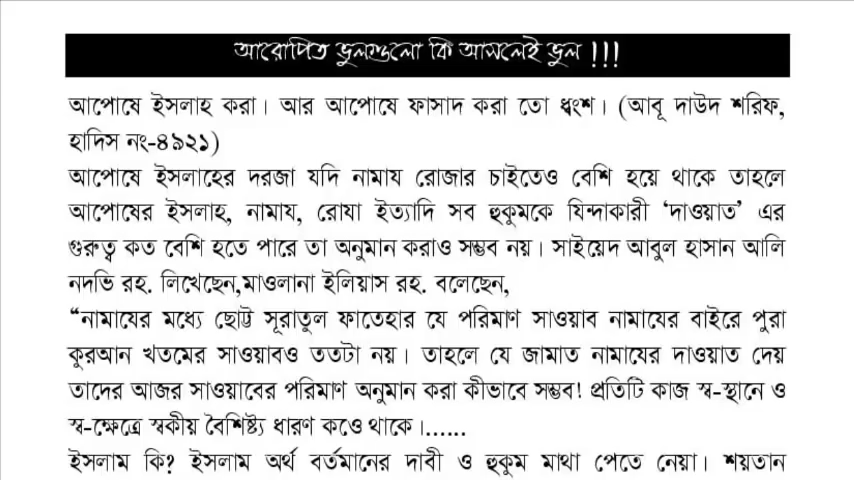 আরোপিত ভুলগুলো কি আসলেই ভুল !!!
আপোষে ইসলাহ করা। আর আপোষে ফাসাদ করা তো ধ্বংশ। (আবূ দাউদ শরিফ,
হাদিস নং-৪৯২১)
আপোষে ইসলাহের দরজা যদি নামায রোজার চাইতেও বেশি হয়ে থাকে তাহলে
আপোষের ইসলাহ, নামায, রোযা ইত্যাদি সব হুকুমকে যিন্দাকারী ‘দাওয়াত’ এর
গুরুত্ব কত বেশি হতে পারে তা অনুমান করাও সম্ভব নয়। সাইয়েদ আবুল হাসান আলি
নদভি রহ. লিখেছেন,মাওলানা ইলিয়াস রহ. বলেছেন,
“নামাযের মধ্যে ছোট্ট সূরাতুল ফাতেহার যে পরিমাণ সাওয়াব নামাযের বাইরে পুরা
কুরআন খতমের সাওয়াবও ততটা নয়। তাহলে যে জামাত নামাযের দাওয়াত দেয়
তাদের আজর সাওয়াবের পরিমাণ অনুমান করা কীভাবে সম্ভব! প্রতিটি কাজ স্ব-স্থানে ও
স্ব-ক্ষেত্রে স্বকীয় বৈশিষ্ট্য ধারণ কওে থাকে।......
ইসলাম কি? ইসলাম অর্থ বর্তমানের দাবী ও হুকুম মাথা পেতে নেয়া। শয়তান